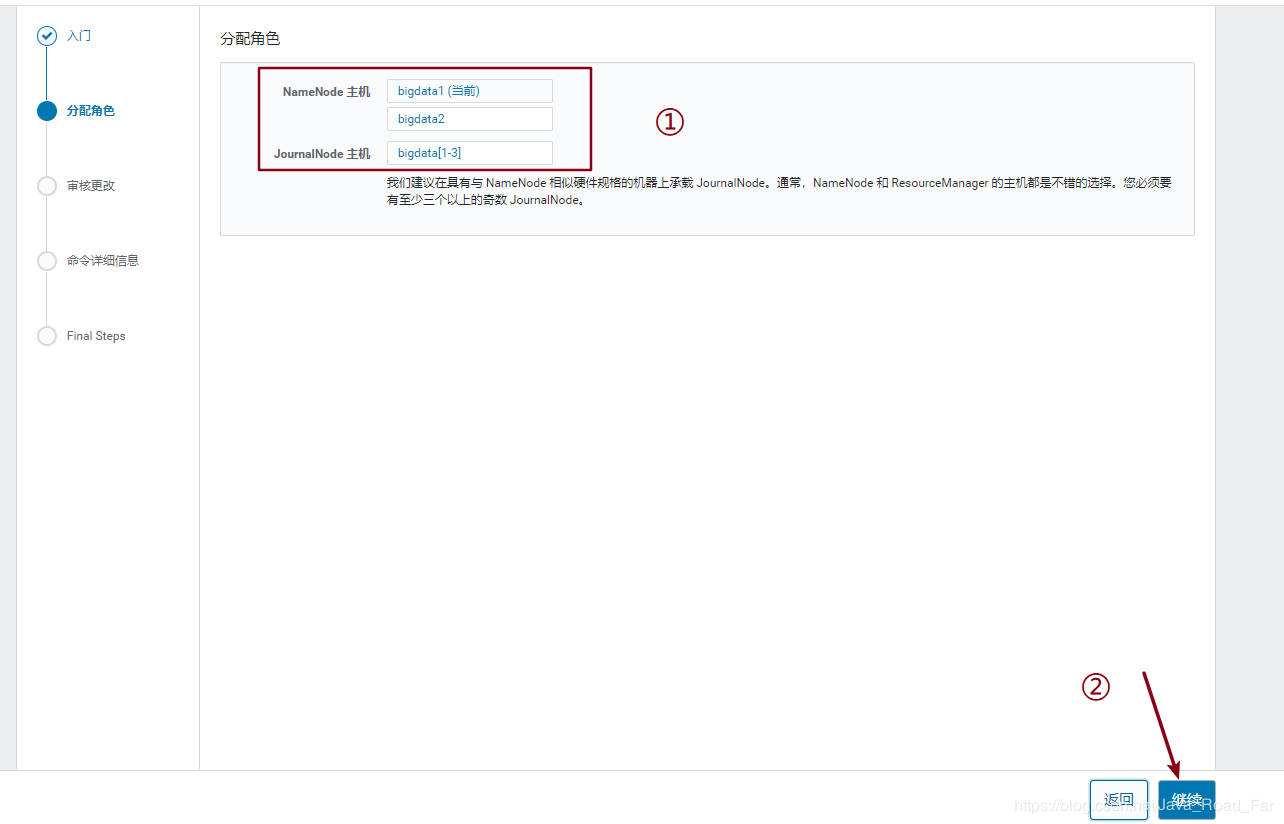 入门
分配角色
审核更改
命令详细信息
Final Steps
分配角色
NameNode 主机
bigdata1 (当前)
bigdata2
JournalNode 主机
bigdata[1-3]
我们建议在具有与 NameNode 相似硬件规格的机器上承载 JournalNode。通常，NameNode 和 ResourceManager 的主机都是不错的选择。您必须要
有至少三个以上的奇数 JournalNode。
①
②
返回
继续
https://blog.csdn.net/Java_Road_Far